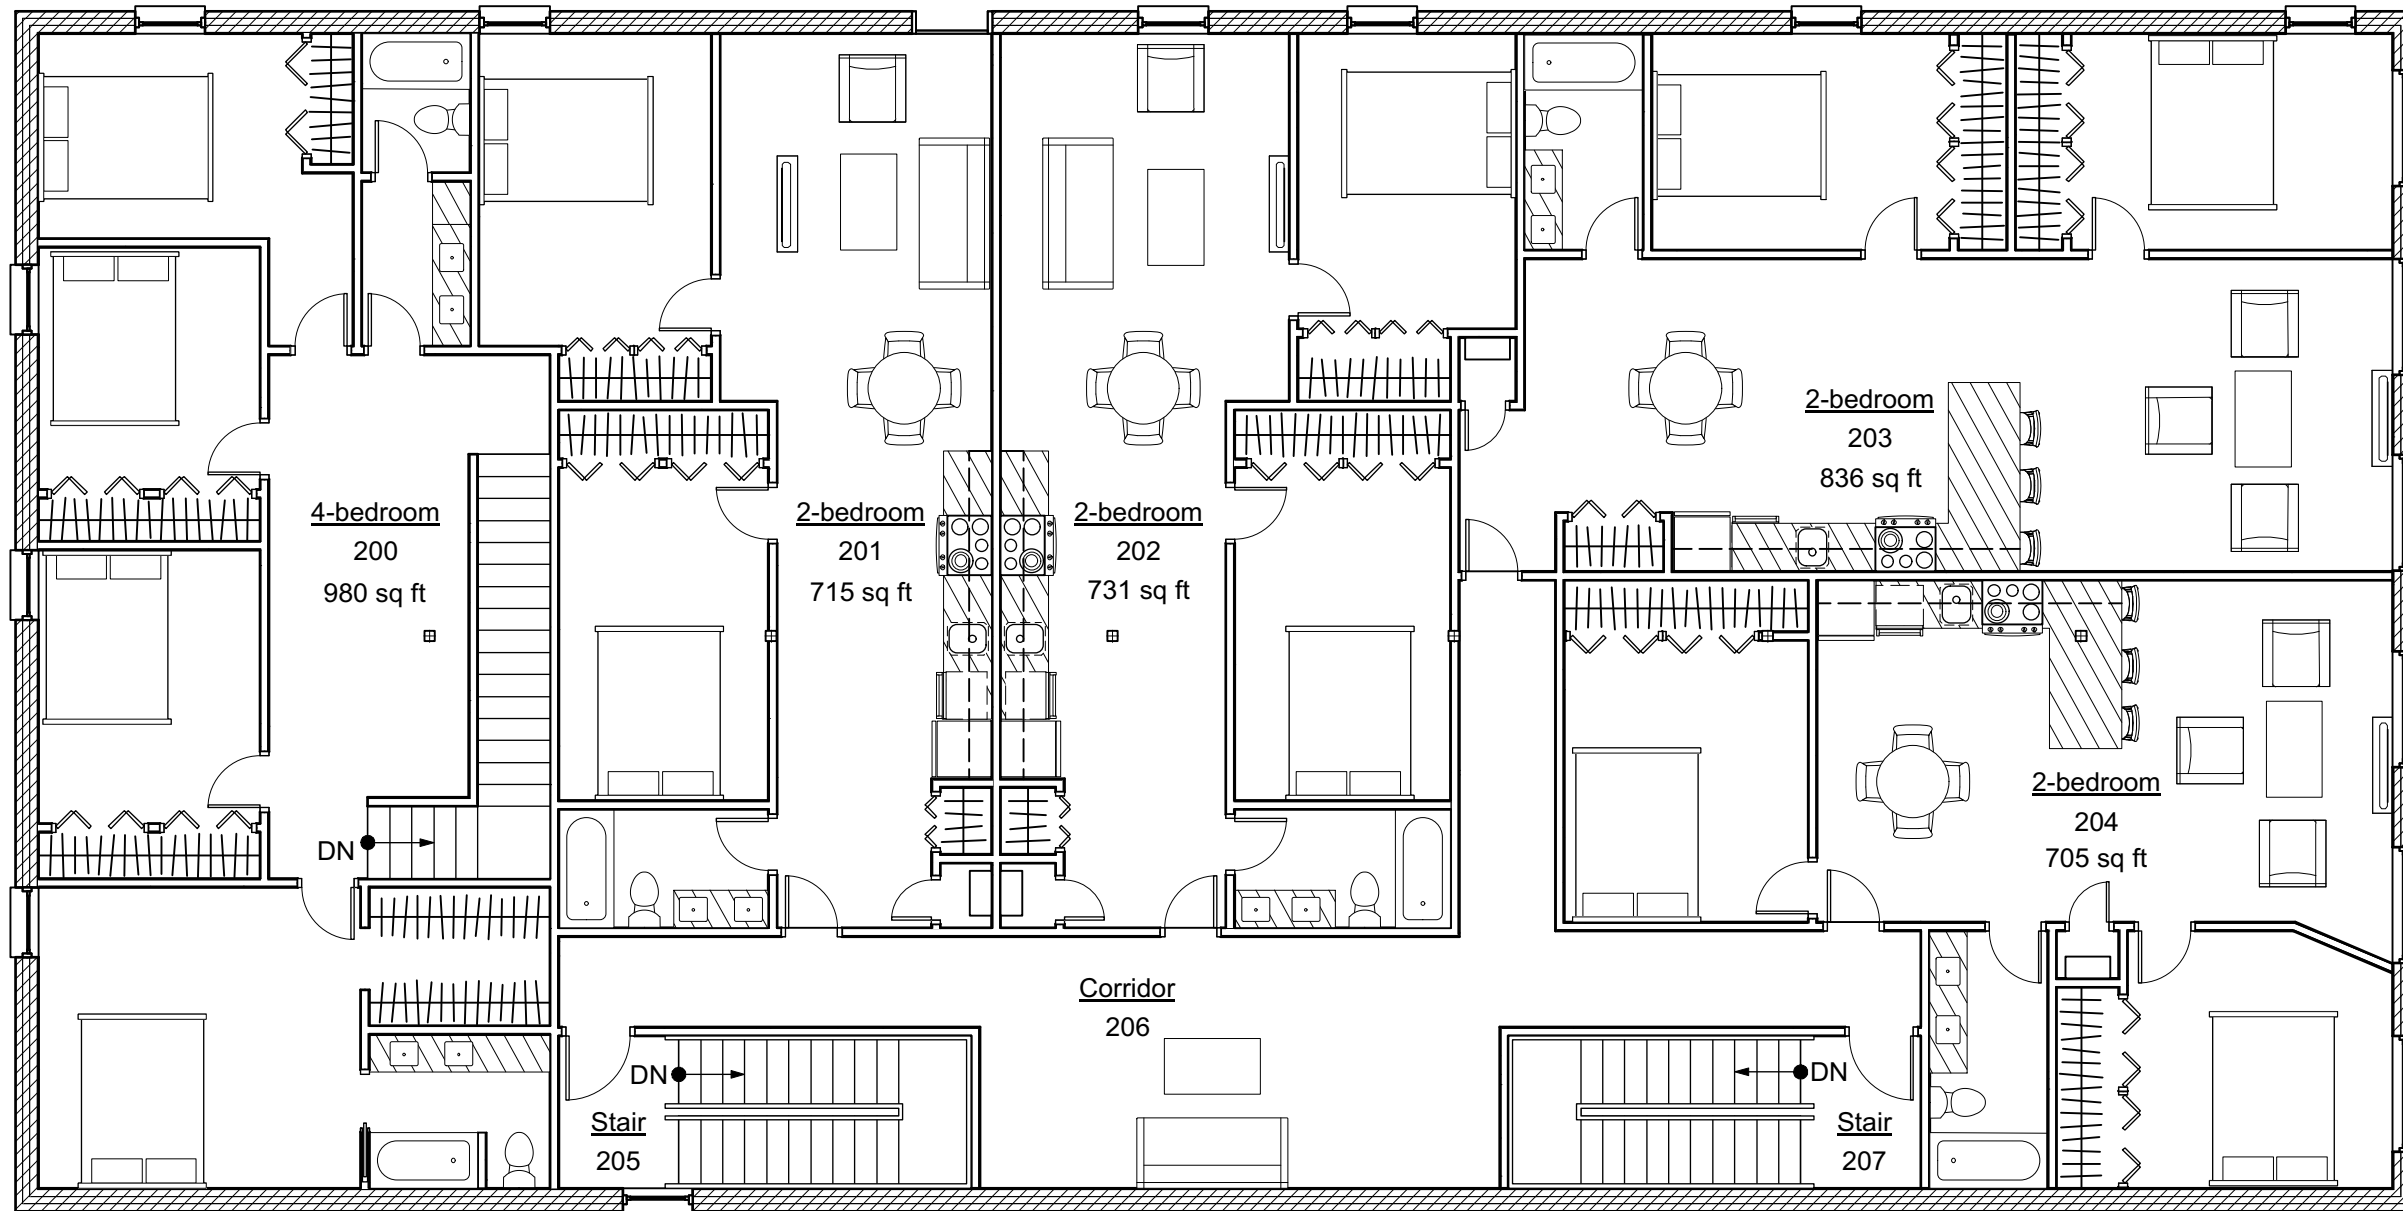 4-bedroom
200
980 sq ft
2-bedroom
201
715 sq ft
2-bedroom
202
731 sq ft
2-bedroom
203
836 sq ft
2-bedroom
204
705 sq ft
DN
Corridor
206
DN
Stair
205
DN
Stair
207